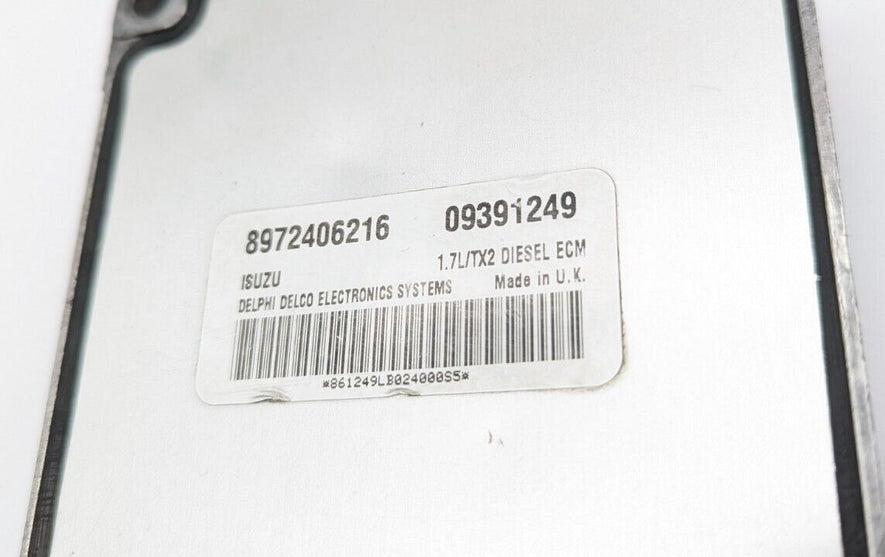 8972406216 09391249
ISUZU 1.7L/TX2 DIESEL ECM
DELPHI DELCO ELECTRONICS SYSTEMS Made in U.K.
*861249LB024000S5*